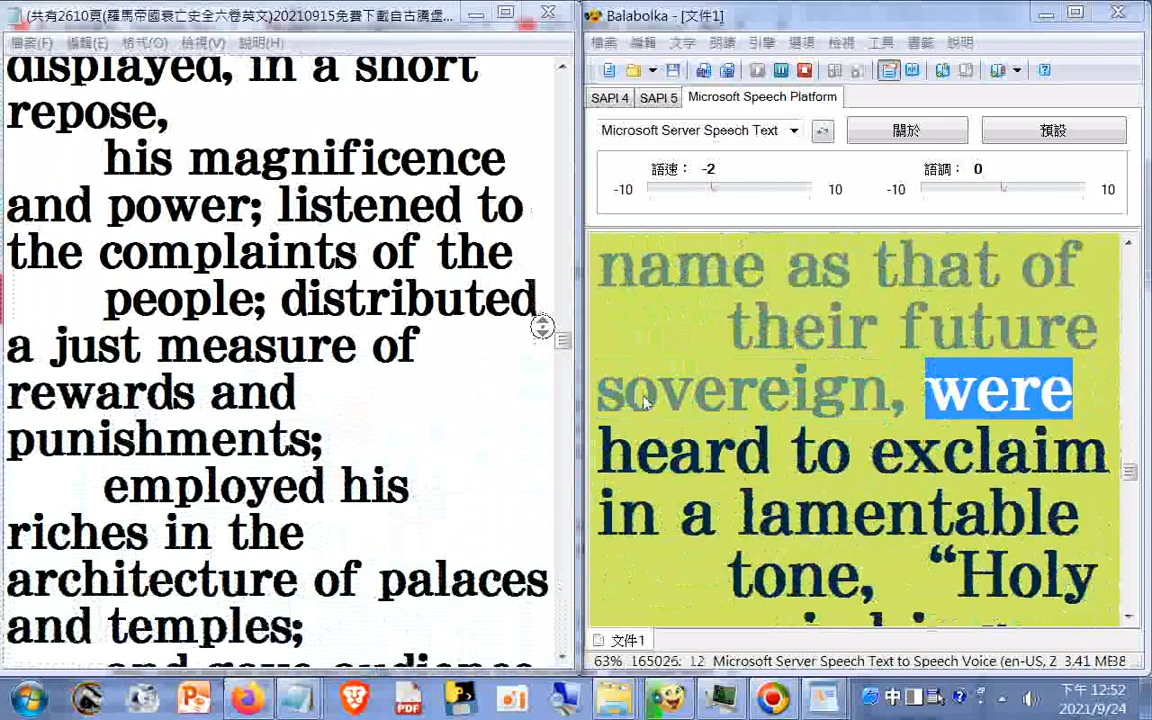 (共有2610頁(羅馬帝國衰亡史全六卷英文)20210915免費下載自古騰堡...
檔案(F) 編輯(E) 格式(O) 檢視(V) 說明(H)
displayed, in a short
repose,
his magnificence
and power; listened to
the complaints of the
people; distributed
a just measure of
rewards and
punishments;
employed his
riches in the
architecture of palaces
and temples;
and gave audience
Balabolka - [文件1]
檔案 編輯 文字 朗讀 引擎 選項 檢視 工具 書籤 說明
SAPI 4 SAPI 5 Microsoft Speech Platform
Microsoft Server Speech Text 關於 預設
語速: -2 語調: 0
-10 10 -10 10
name as that of
their future
sovereign, were
heard to exclaim
in a lamentable
tone, “Holy
文件1
63% 165026: 12 Microsoft Server Speech Text to Speech Voice (en-US, Z 3.41 MB
PDF 中 下午 12:52
2021/9/24